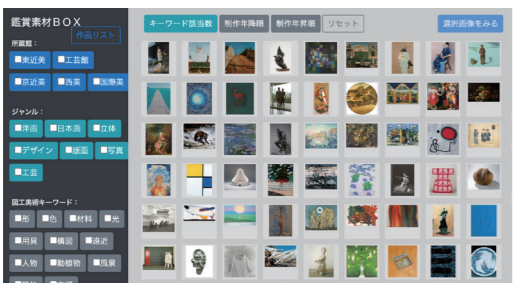 鑑賞素材BOX
作品リスト
所蔵館：
■東近美 ■工芸館
■京近美 ■西美 ■国際美
ジャンル：
■洋画 ■日本画 ■立体
■デザイン ■版画 ■写真
■工芸
図工美術キーワード：
■形 ■色 ■材料 ■光
■用具 ■構図 ■遠近
■人物 ■動植物 ■風景
キーワード該当数 制作年降順 制作年昇順 リセット 選択画像をみる